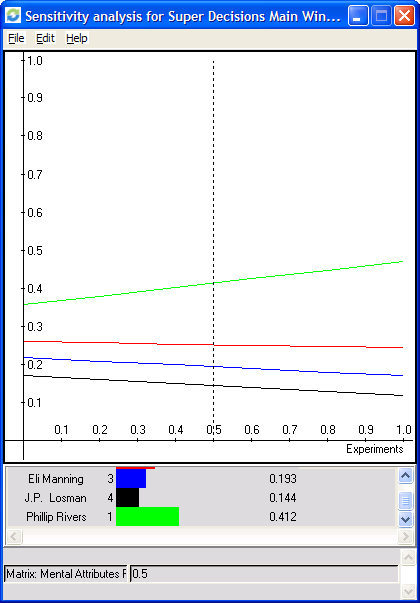 Sensitivity analysis for Super Decisions Main Win...
File Edit Help
1.0
0.9
0.8
0.7
0.6
0.5
0.4
0.3
0.2
0.1
0.1 0.2 0.3 0.4 0.5 0.6 0.7 0.8 0.9 1.0
Experiments
Eli Manning 3 0.193
J.P. Losman 4 0.144
Phillip Rivers 1 0.412
Matrix: Mental Attributes 0.5